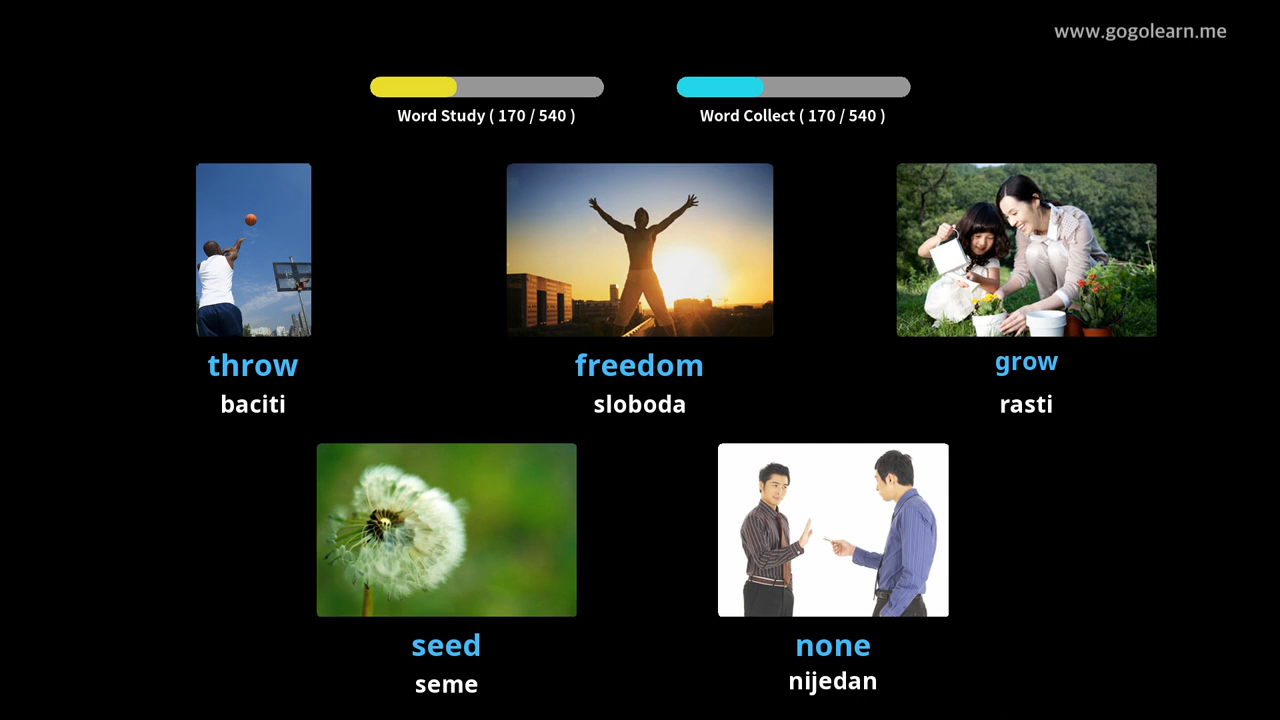 www.gogolearn.me
Word Study ( 170 / 540 )
Word Collect ( 170 / 540 )
throw
baciti
freedom
sloboda
grow
rasti
seed
seme
none
nijedan